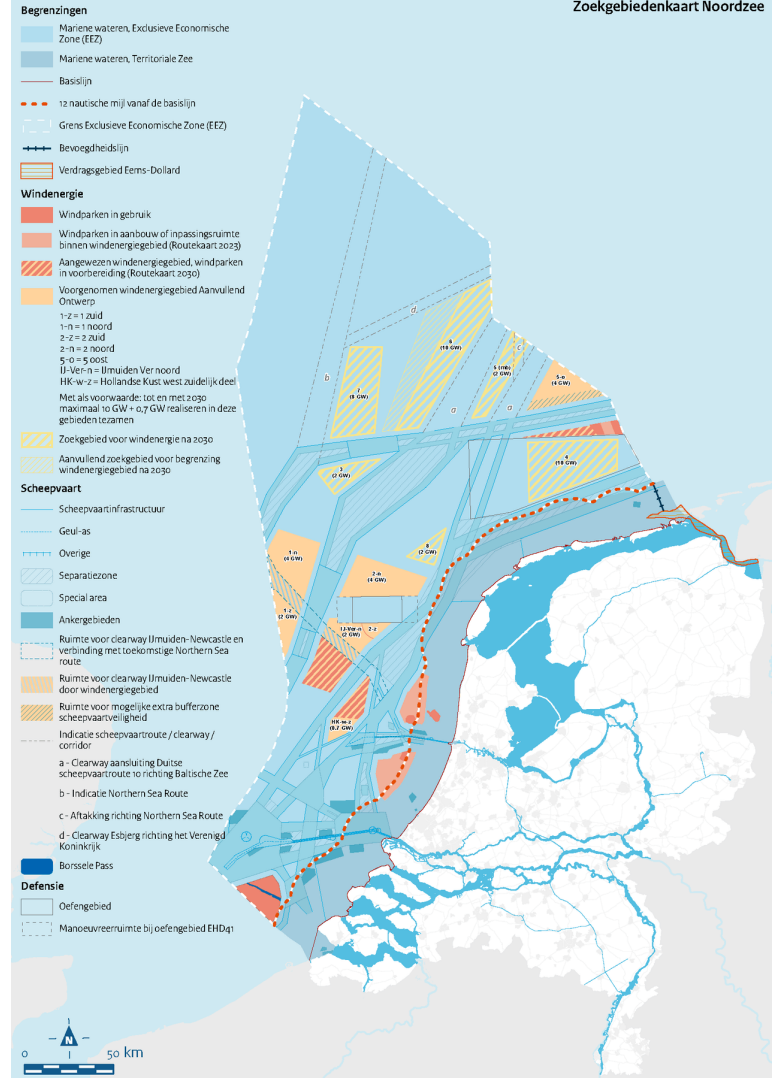 Zoekgebiedenkaart Noordzee
Begrenzingen
Mariene wateren, Exclusieve Economische
Zone (EEZ)
Mariene wateren, Territoriale Zee
Basislijn
12 nautische mijl vanaf de basislijn
Grens Exclusieve Economische Zone (EEZ)
Bevoegdheidslijn
Verdragsgebied Eems-Dollard
Windenergie
Windparken in gebruik
Windparken in aanbouw of inpassingsruimte
binnen windenergiegebied (Routekaart 2023)
Aangewezen windenergiegebied, windparken
in voorbereiding (Routekaart 2030)
Voorgenomen windenergiegebied Aanvullend
Ontwerp
1-z = 1 zuid
1-n = 1 noord
2-z = 2 zuid
2-n = 2 noord
5-o = 5 oost
IJ-Ver-n = IJmuiden Ver noord
HK-w-z = Hollandse Kust west zuidelijk deel
Met als voorwaarde: tot en met 2030
maximaal 10 GW + 0,7 GW realiseren in deze
gebieden tezamen
Zoekgebied voor windenergie na 2030
Aanvullend zoekgebied voor begrenzing
windenergiegebied na 2030
Scheepvaart
Scheepvaartinfrastructuur
Geul-as
Overige
Separatiezone
Special area
Ankergebieden
Ruimte voor clearway IJmuiden-Newcastle en
verbinding met toekomstige Northern Sea
route
Ruimte voor clearway IJmuiden-Newcastle
door windenergiegebied
Ruimte voor mogelijke extra bufferzone
scheepvaartveiligheid
Indicatie scheepvaartroute / clearway /
corridor
a - Clearway aansluiting Duitse
scheepvaartroute 10 richting Baltische Zee
b - Indicatie Northern Sea Route
c - Aftakking richting Northern Sea Route
d - Clearway Esbjerg richting het Verenigd
Koninkrijk
Borssele Pass
Defensie
Oefengebied
Manoeuvreerruimte bij oefengebied EHD41
N
0 50 km
d
6
(10 GW)
c
5 (mb)
(2 GW)
5-o
(4 GW)
b
7
(8 GW)
a
a
3
(2 GW)
4
(10 GW)
8
(2 GW)
1-n
(4 GW)
2-n
(4 GW)
1-z
(2 GW)
IJ-Ver-n
(2 GW)
2-z
HK-w-z
(0.7 GW)